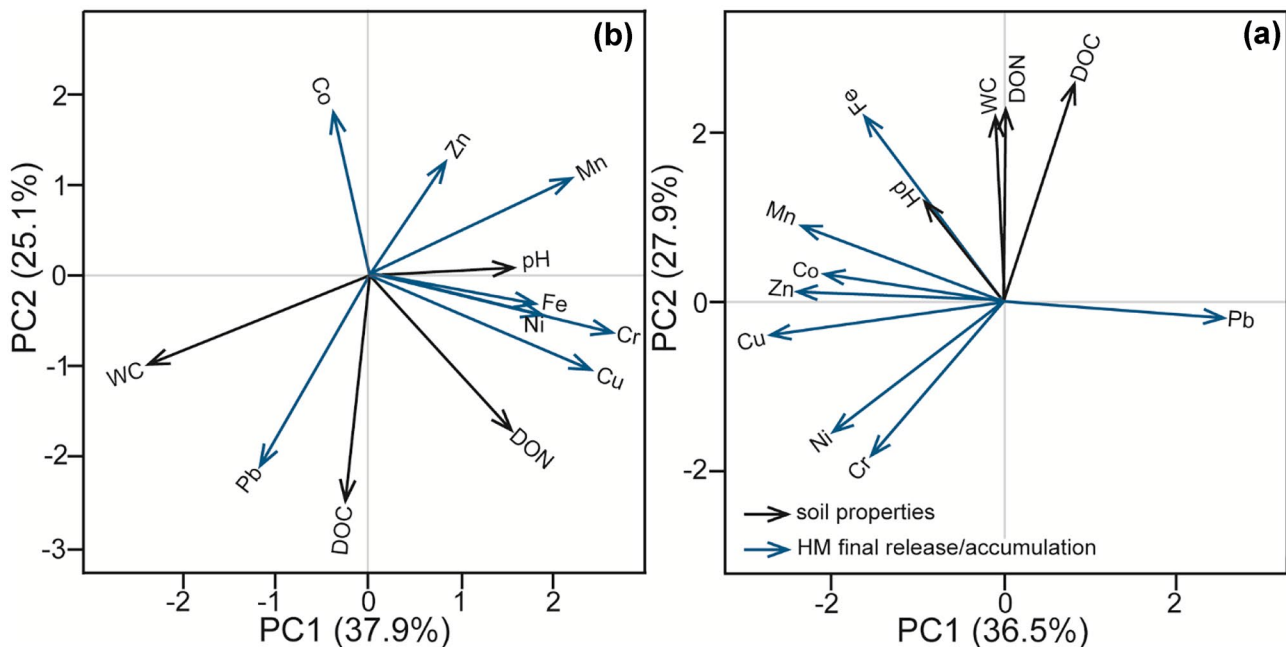 (b)
Co
Zn
Mn
pH
Fe
Ni
Cr
Cu
WC
DON
Pb
DOC
2
1
0
-1
-2
-3
PC2 (25.1%)
-2
-1
0
1
2
PC1 (37.9%)
(a)
DOC
DON
WC
Fe
pH
Mn
Co
Zn
Cu
Pb
Ni
Cr
soil properties
HM final release/accumulation
2
0
-2
PC2 (27.9%)
-2
0
2
PC1 (36.5%)